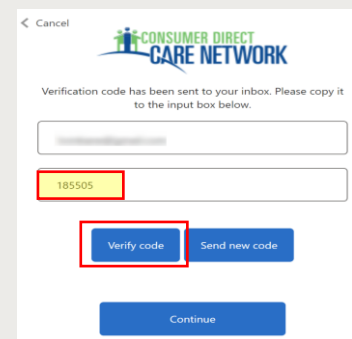 Cancel
CONSUMER DIRECT
CARE NETWORK
Verification code has been sent to your inbox. Please copy it
to the input box below.
185505
Verify code
Send new code
Continue